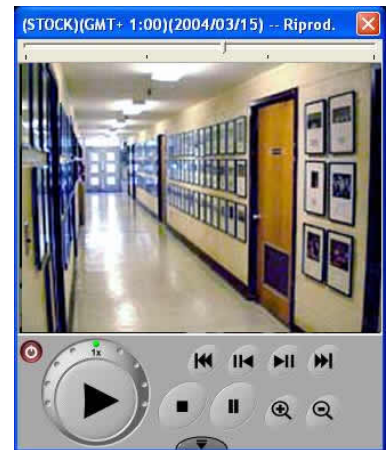 (STOCK)(GMT+ 1:00)(2004/03/15) -- Riprod.
1x